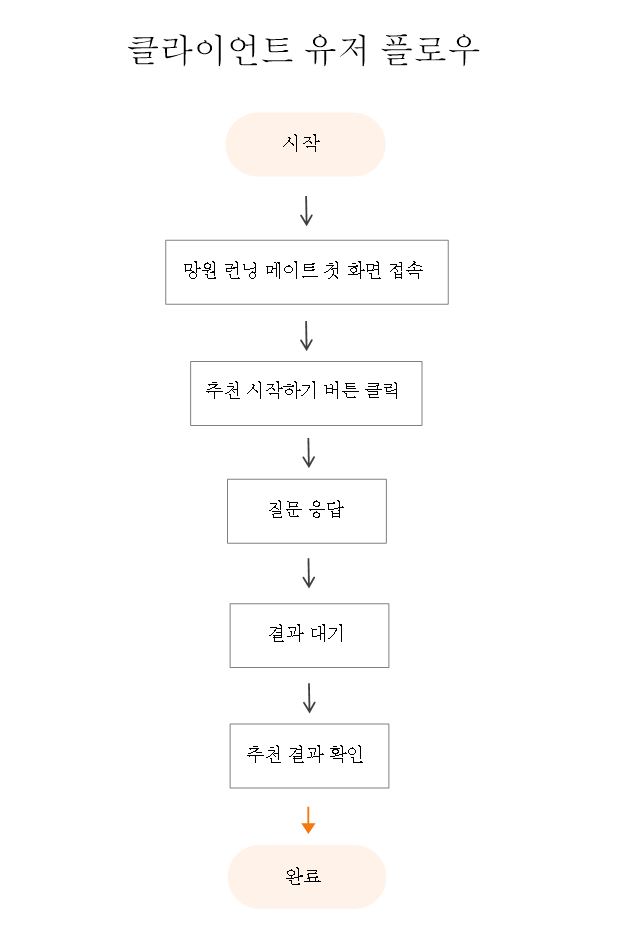 클라이언트 유저 플로우
시작
망원 런닝 메이트 첫 화면 접속
추천 시작하기 버튼 클릭
질문 응답
결과 대기
추천 결과 확인
완료